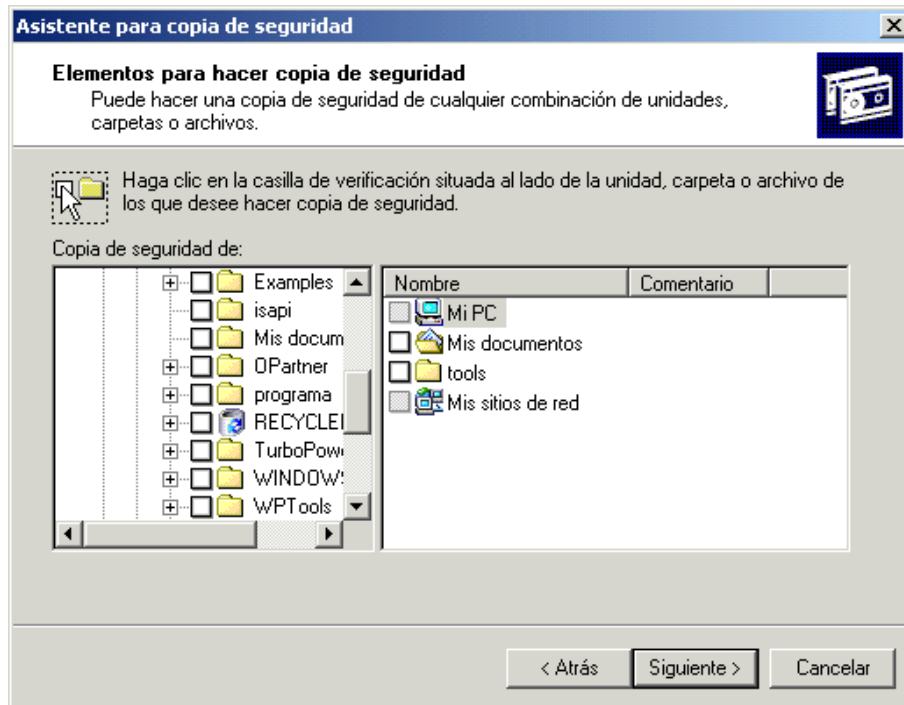 Asistente para copia de seguridad
Elementos para hacer copia de seguridad
Puede hacer una copia de seguridad de cualquier combinación de unidades,
carpetas o archivos.
Haga clic en la casilla de verificación situada al lado de la unidad, carpeta o archivo de
los que desee hacer copia de seguridad.
Copia de seguridad de:
Examples
isapi
Mis docum
OPartner
programa
RECYCLE
TurboPow
WINDOWS
WPTools
Nombre Comentario
Mi PC
Mis documentos
tools
Mis sitios de red
< Atrás Siguiente > Cancelar